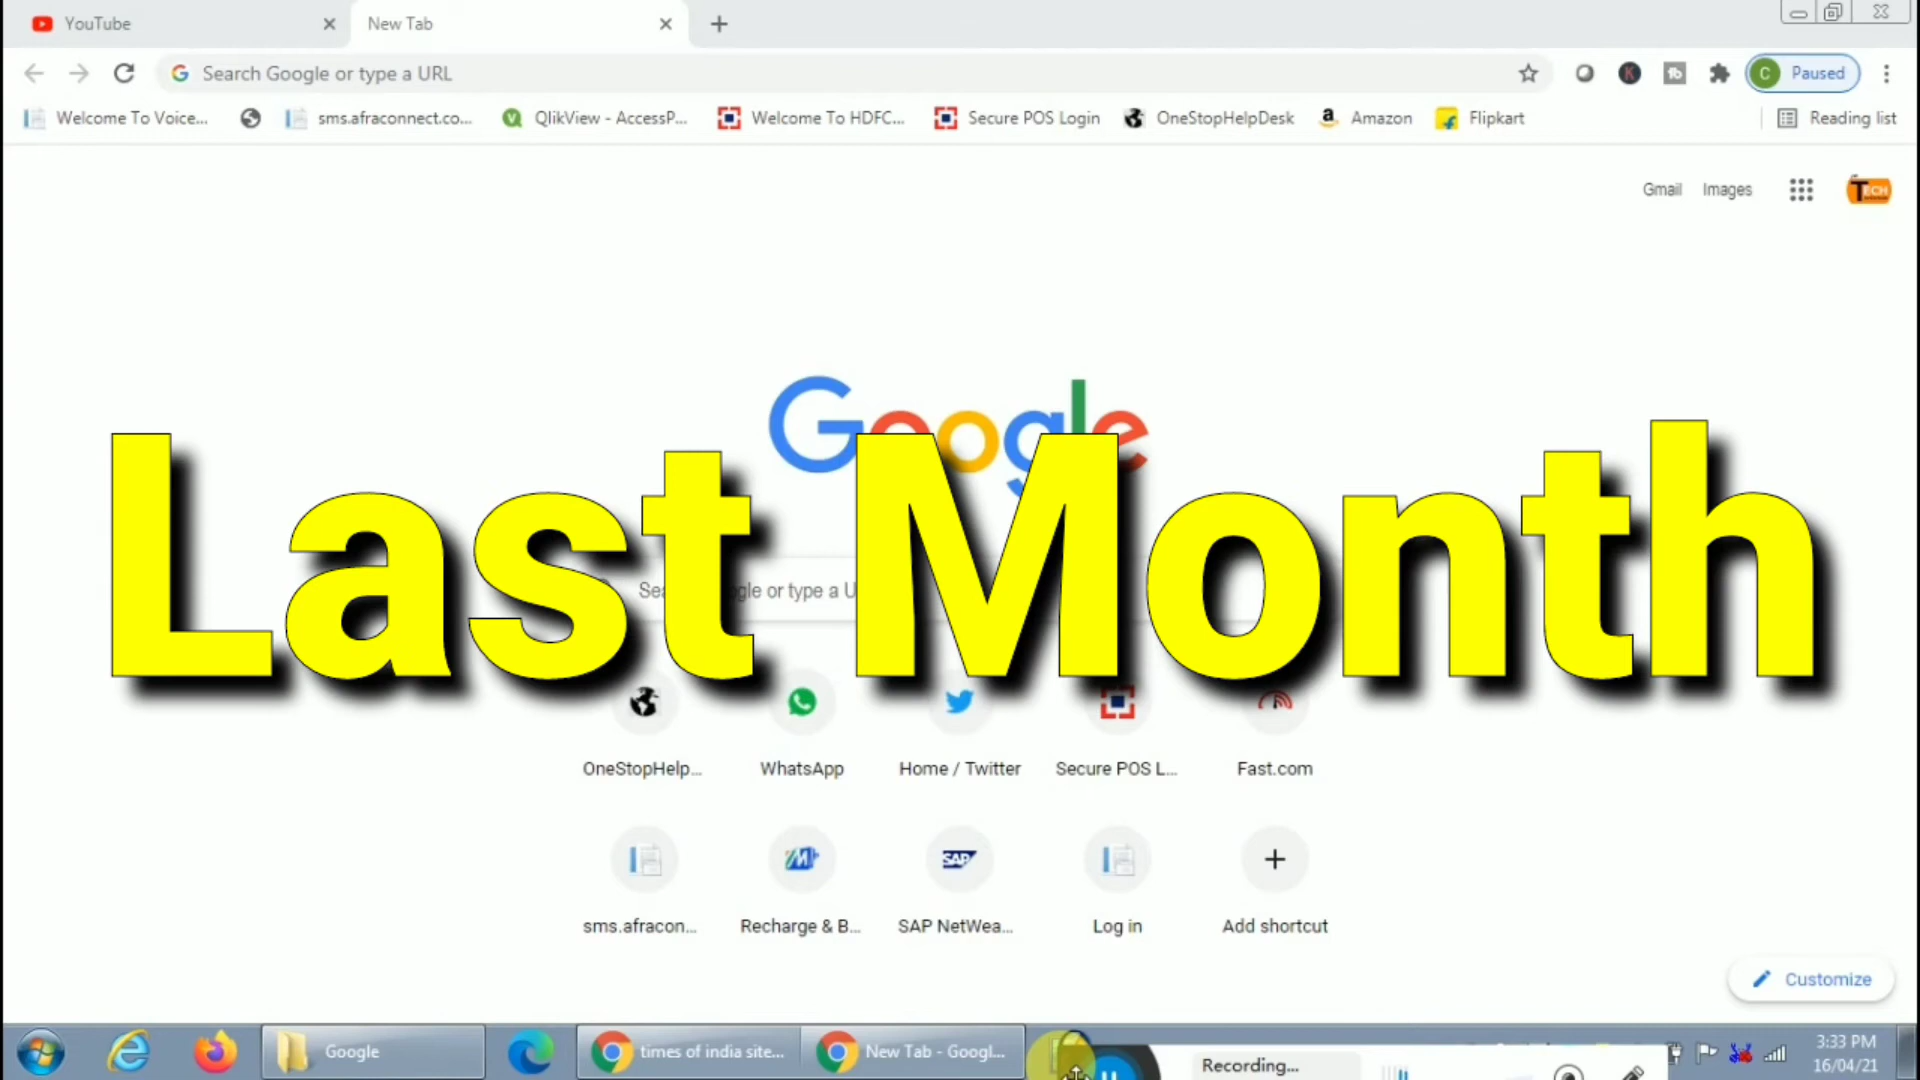 YouTube
New Tab
Search Google or type a URL
Paused
Welcome To Voice...
sms.afraconnect.co...
QlikView - AccessP...
Welcome To HDFC...
Secure POS Login
OneStopHelpDesk
Amazon
Flipkart
Reading list
Gmail
Images
TECH
Google
Last Month
OneStopHelp...
WhatsApp
Home / Twitter
Secure POS L...
Fast.com
sms.afracon...
Recharge & B...
SAP
SAP NetWea...
Log in
Add shortcut
Customize
Google
times of india site...
New Tab - Googl...
Recording...
3:33 PM
16/04/21